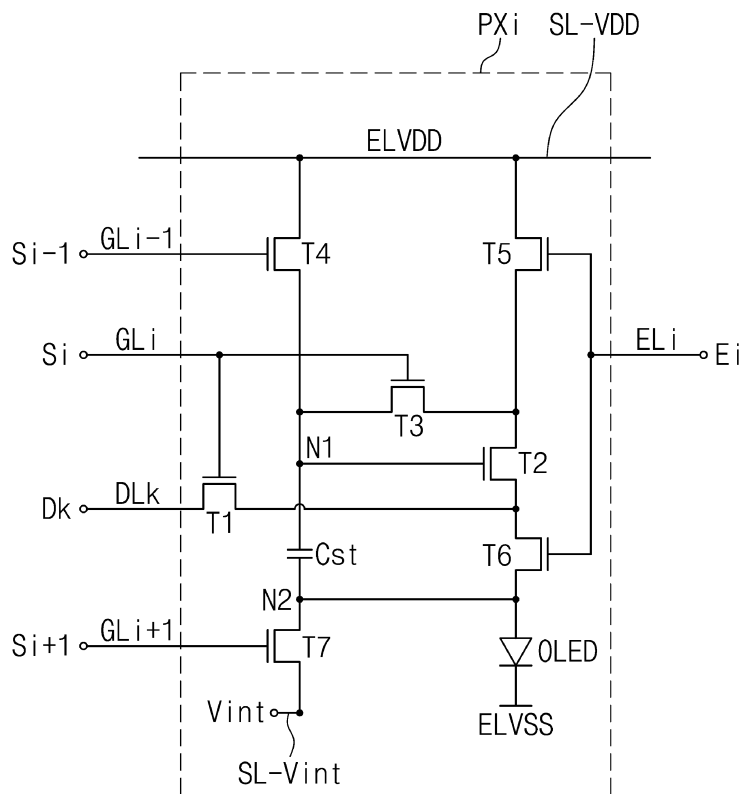 PXi
SL-VDD
ELVDD
Si-1
GLi-1
T4
T5
Si
GLi
ELi
Ei
T3
N1
T2
Dk
DLk
T1
Cst
T6
N2
Si+1
GLi+1
T7
OLED
Vint
ELVSS
SL-Vint